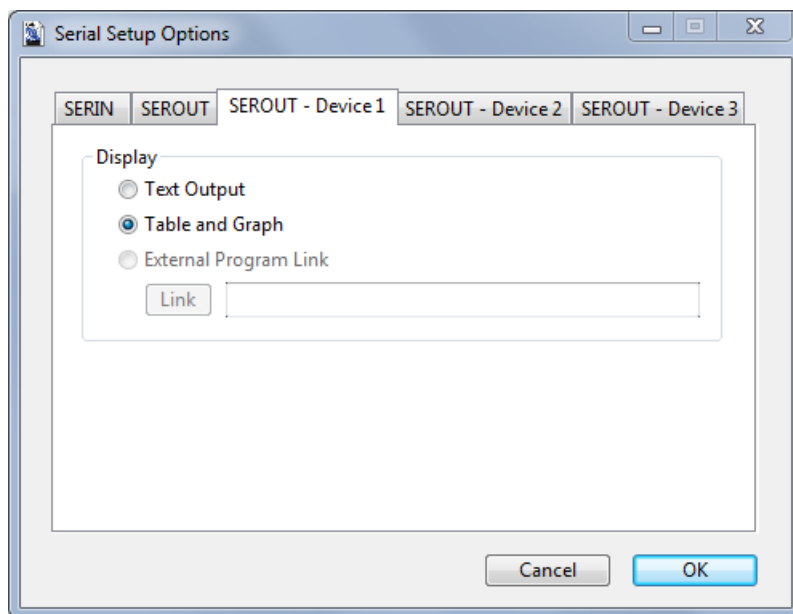 Serial Setup Options
SERIN SEROUT SEROUT - Device 1 SEROUT - Device 2 SEROUT - Device 3
Display
Text Output
Table and Graph
External Program Link
Link
Cancel OK